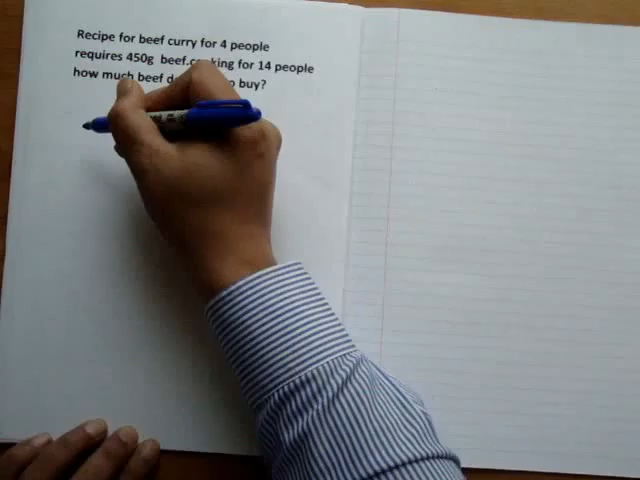 Recipe for beef curry for 4 people
requires 450g beef. for 14 people
how much beef buy?